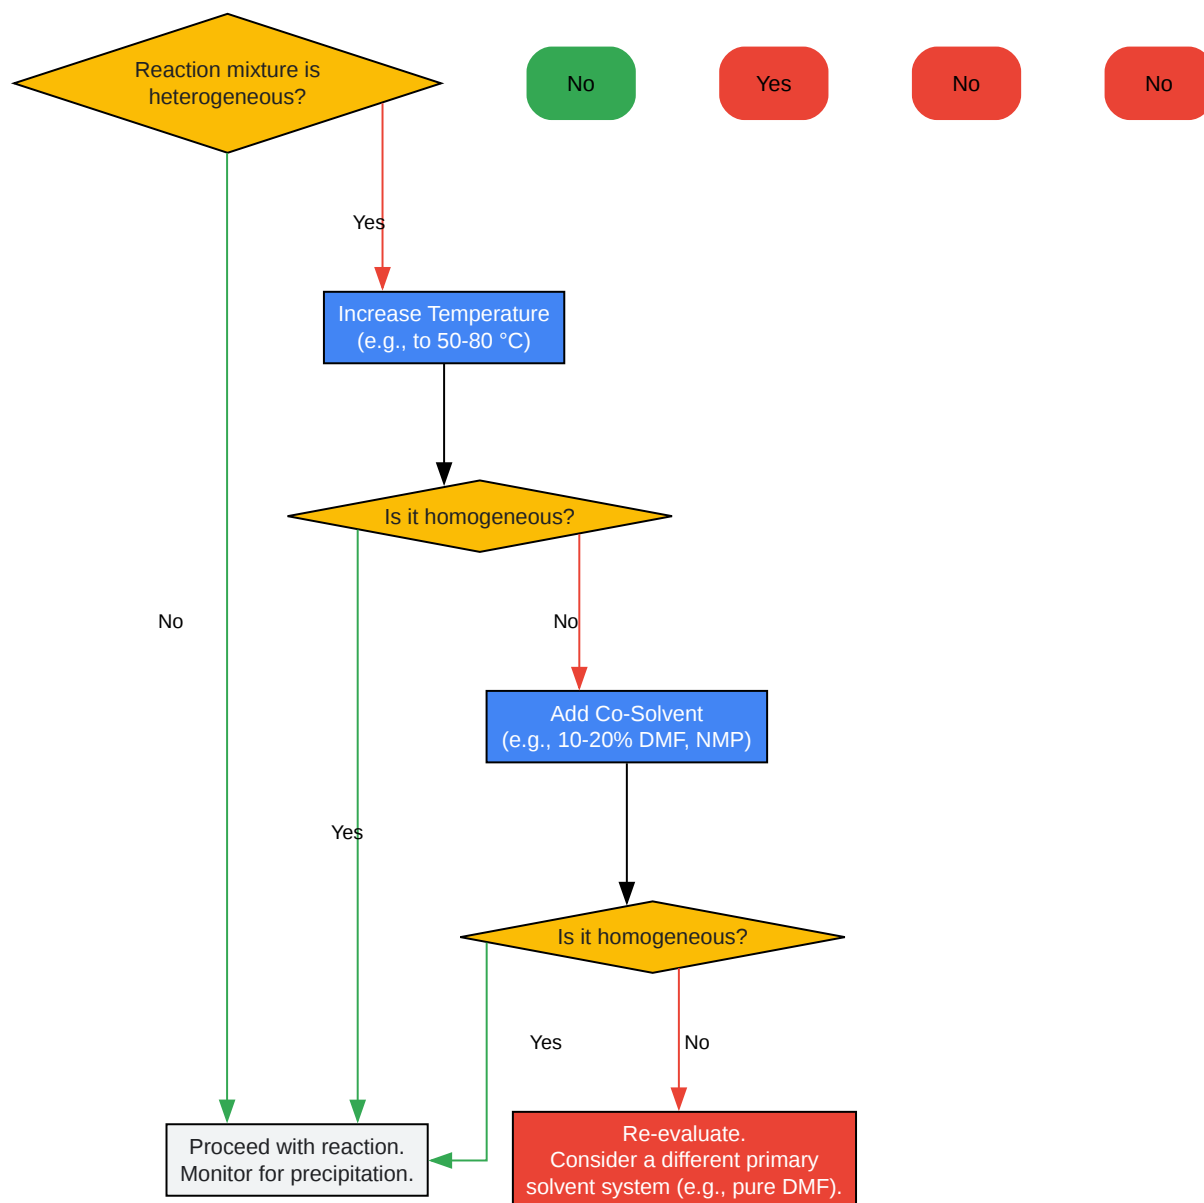 Reaction mixture is
heterogeneous?
No
Yes
No
No
Yes
Increase Temperature
(e.g., to 50-80 °C)
Is it homogeneous?
No
No
Add Co-Solvent
(e.g., 10-20% DMF, NMP)
Yes
Is it homogeneous?
Yes
No
Proceed with reaction.
Monitor for precipitation.
Re-evaluate.
Consider a different primary
solvent system (e.g., pure DMF).